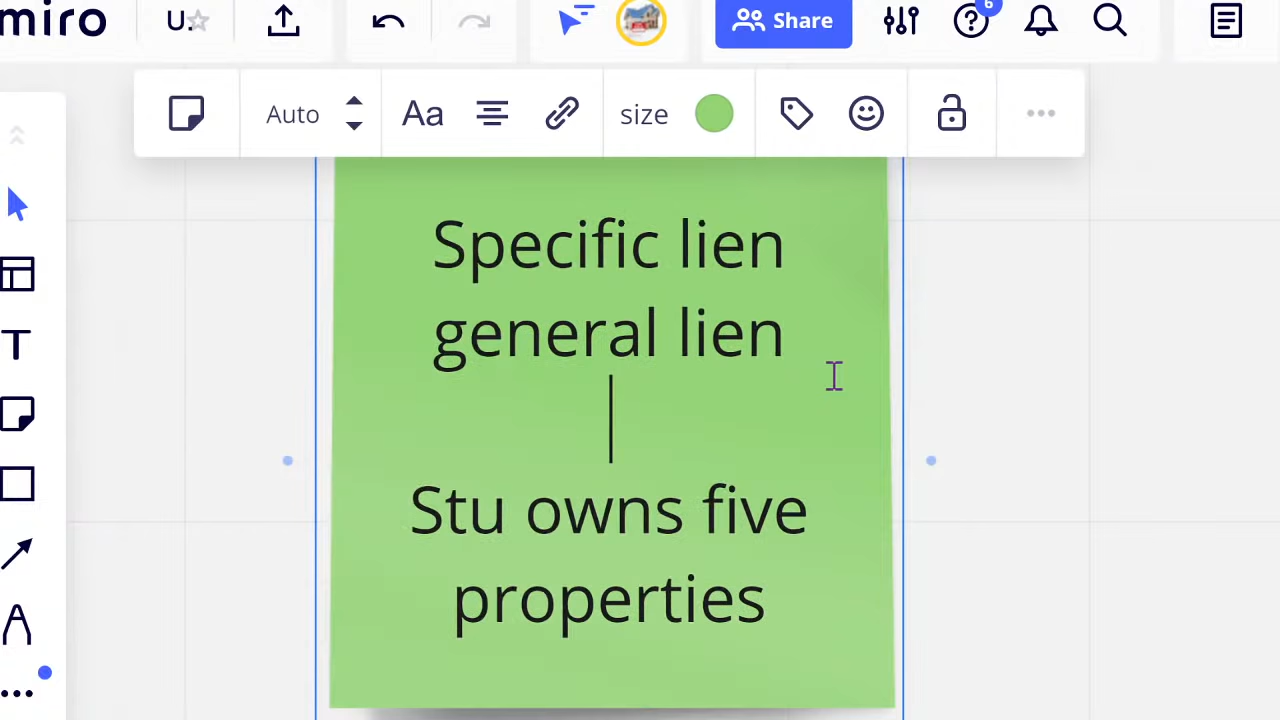 miro
U.
Share
6
Auto
Aa
size
Specific lien
general lien
Stu owns five
properties